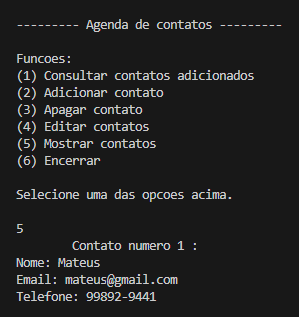 --------- Agenda de contatos ---------
Funcoes:
(1) Consultar contatos adicionados
(2) Adicionar contato
(3) Apagar contato
(4) Editar contatos
(5) Mostrar contatos
(6) Encerrar
Selecione uma das opcoes acima.
5
Contato numero 1 :
Nome: Mateus
Email: mateus@gmail.com
Telefone: 99892-9441